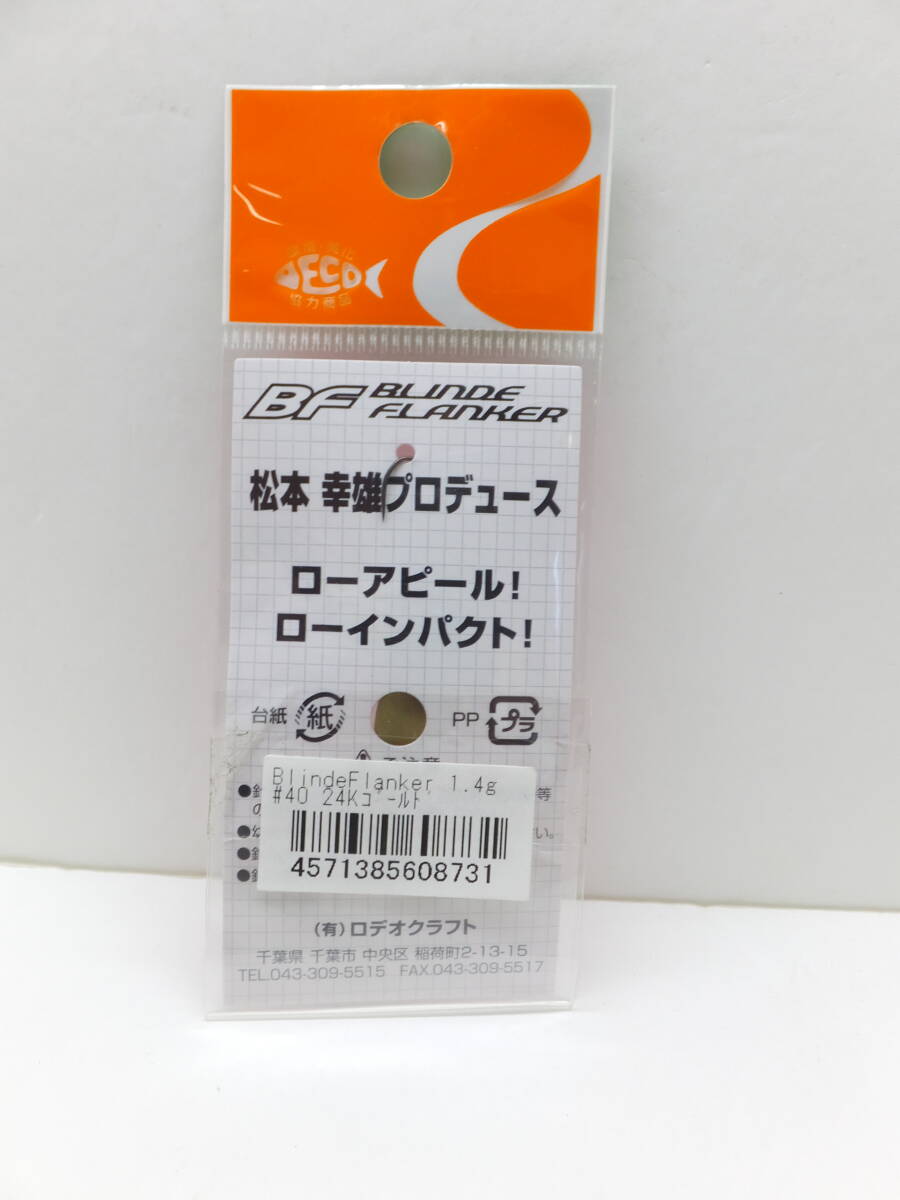 環境・美化
DECO
協力商品
BF BLINDE FLANKER
松本 幸雄プロデュース
ローアピール!
ローインパクト!
台紙 紙
PP プラ
BlindeFlanker 1.4g
#40 24Kゴールド
4571385608731
(有)ロデオクラフト
千葉県 千葉市 中央区 稲荷町2-13-15
TEL.043-309-5515 FAX.043-309-5517